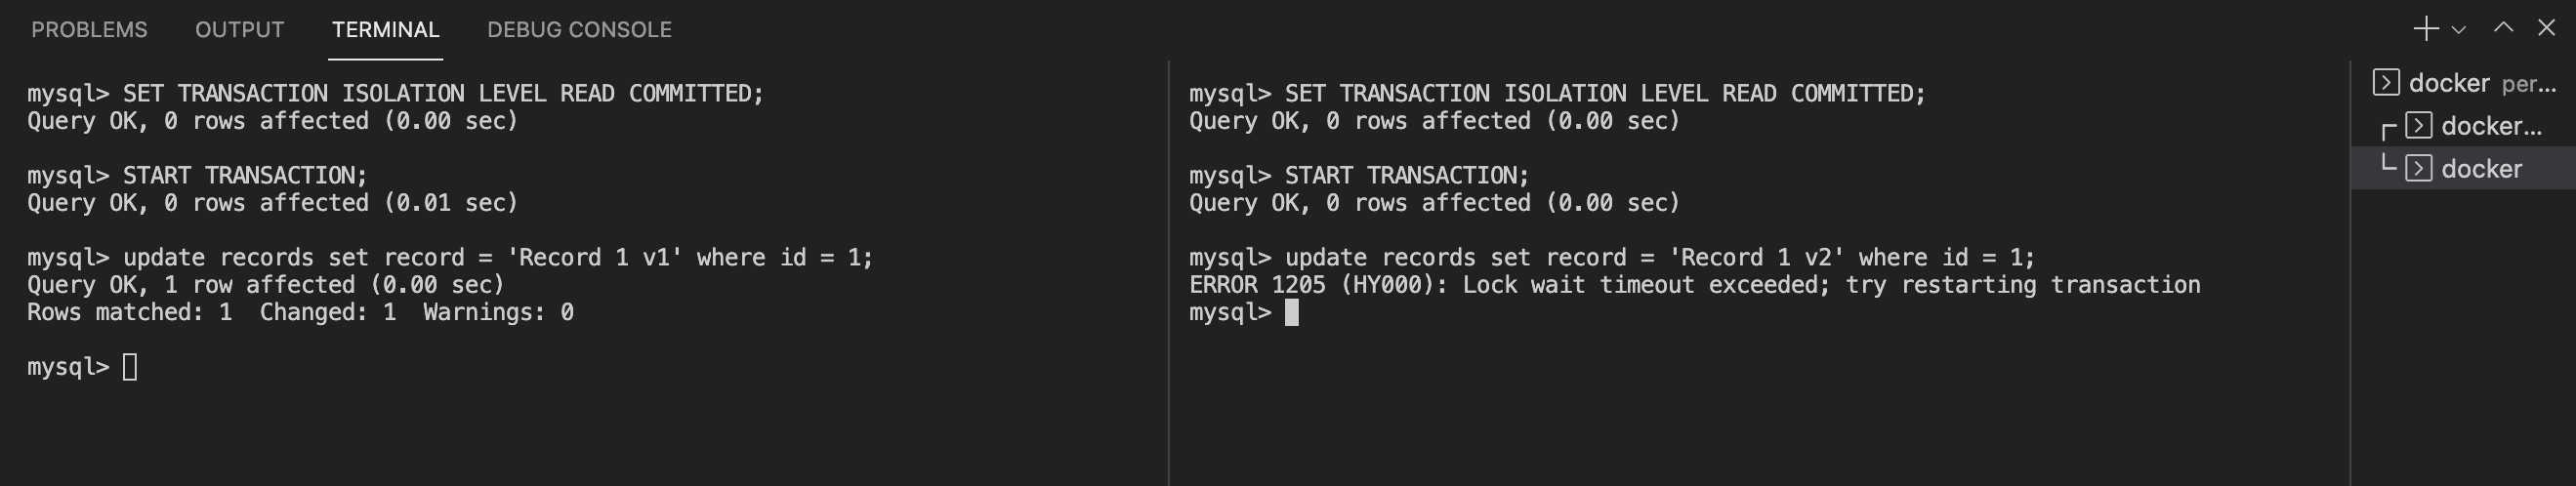 PROBLEMS OUTPUT TERMINAL DEBUG CONSOLE
mysql> SET TRANSACTION ISOLATION LEVEL READ COMMITTED;
Query OK, 0 rows affected (0.00 sec)
mysql> START TRANSACTION;
Query OK, 0 rows affected (0.01 sec)
mysql> update records set record = 'Record 1 v1' where id = 1;
Query OK, 1 row affected (0.00 sec)
Rows matched: 1  Changed: 1  Warnings: 0
mysql>
mysql> SET TRANSACTION ISOLATION LEVEL READ COMMITTED;
Query OK, 0 rows affected (0.00 sec)
mysql> START TRANSACTION;
Query OK, 0 rows affected (0.00 sec)
mysql> update records set record = 'Record 1 v2' where id = 1;
ERROR 1205 (HY000): Lock wait timeout exceeded; try restarting transaction
mysql>
docker per...
docker...
docker